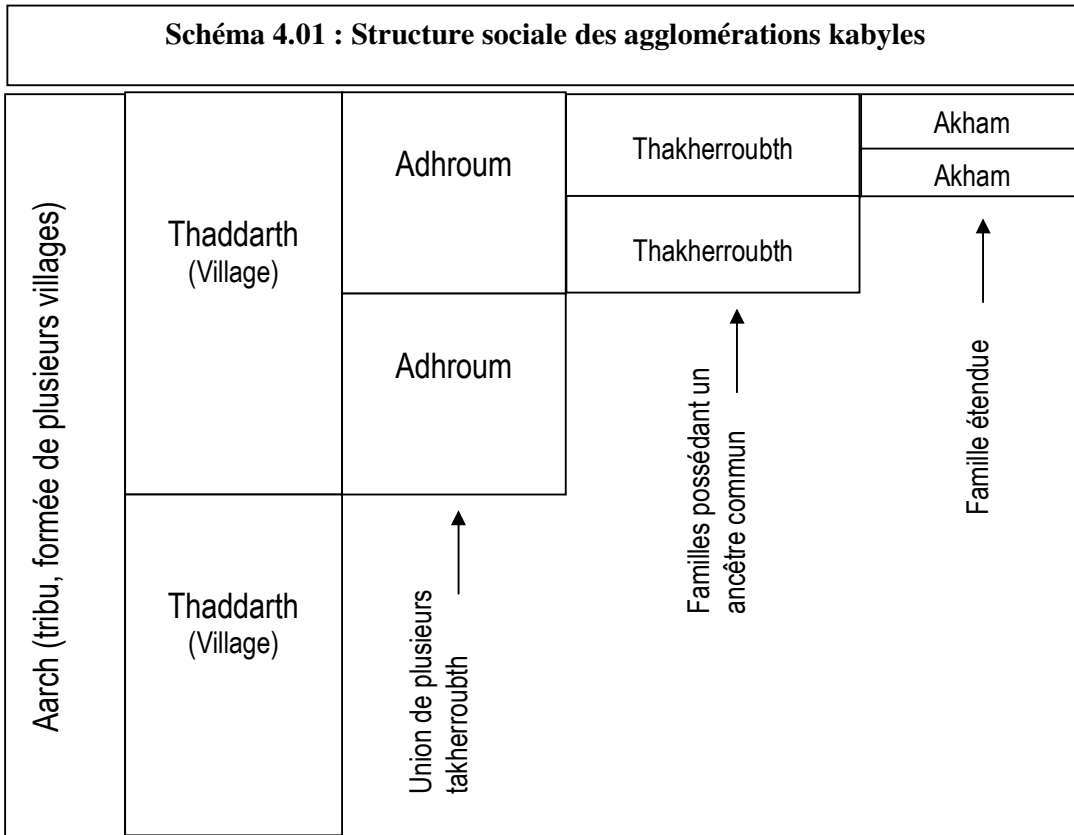 Schéma 4.01 : Structure sociale des agglomérations kabyles
Aarch (tribu, formée de plusieurs villages)
Thaddarth
(Village)
Thaddarth
(Village)
Adhroum
Adhroum
Union de plusieurs
takherroubth
Thakherroubth
Thakherroubth
Familles possédant un
ancêtre commun
Akham
Akham
Famille étendue